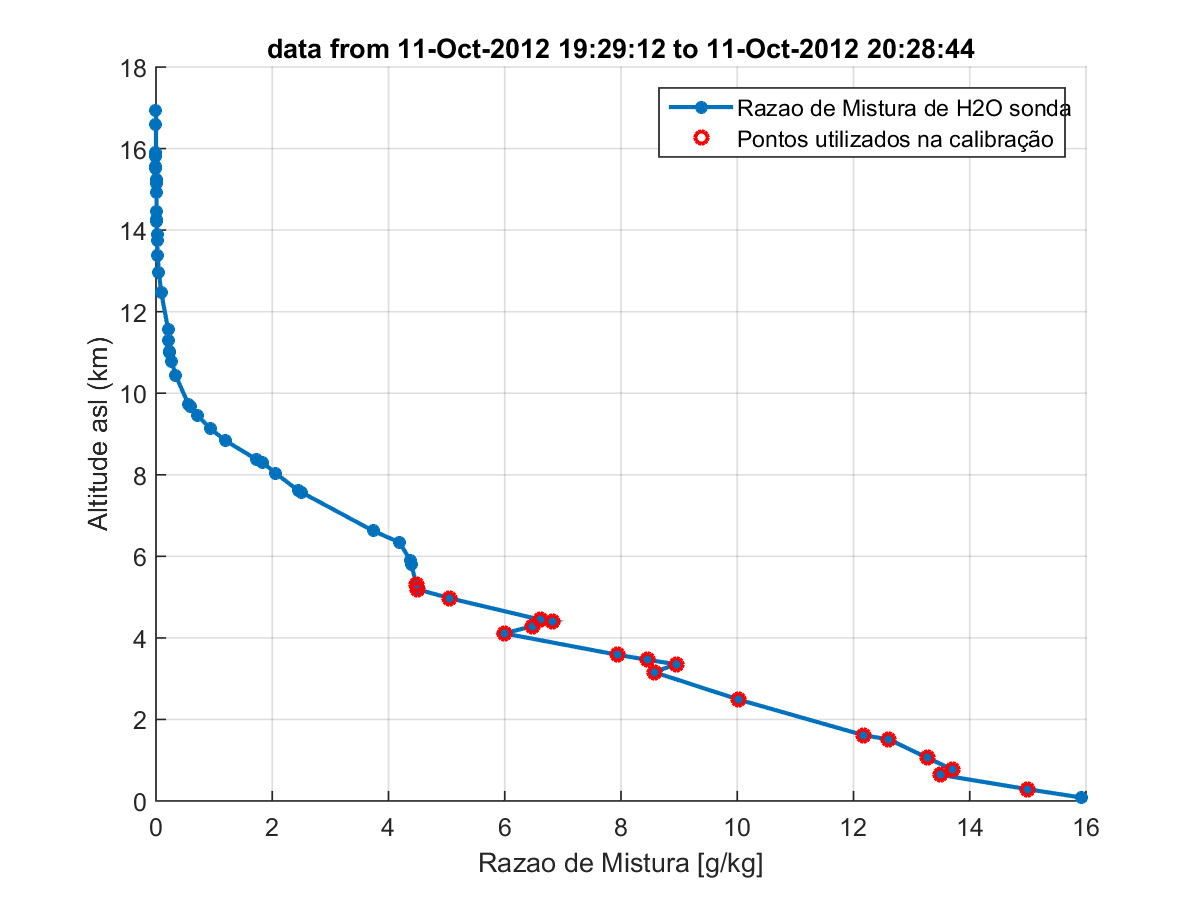 data from 11-Oct-2012 19:29:12 to 11-Oct-2012 20:28:44
Razao de Mistura de H2O sonda
Pontos utilizados na calibração
Altitude asl (km)
18
16
14
12
10
8
6
4
2
0
0 2 4 6 8 10 12 14 16
Razao de Mistura [g/kg]